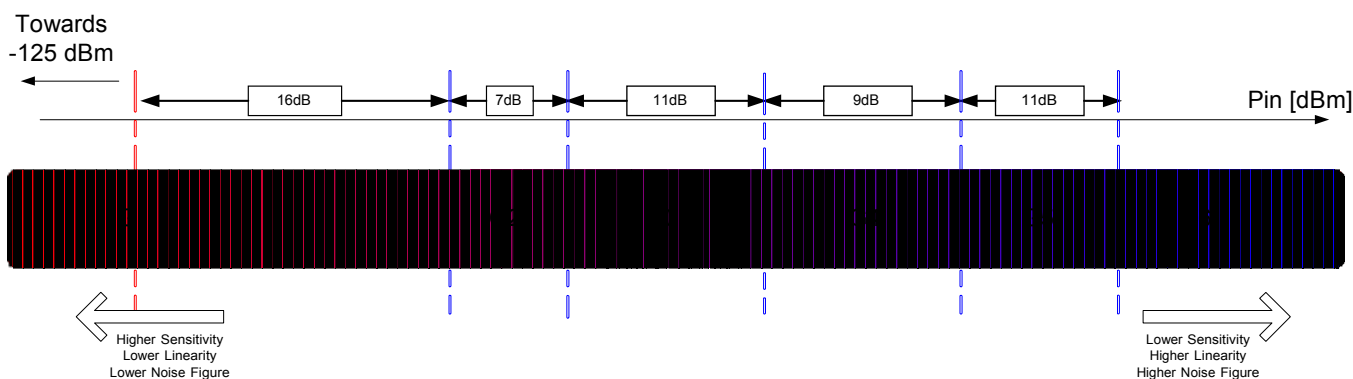 Towards
-125 dBm
16dB
7dB
11dB
9dB
11dB
Pin [dBm]
Higher Sensitivity
Lower Linearity
Lower Noise Figure
Lower Sensitivity
Higher Linearity
Higher Noise Figure